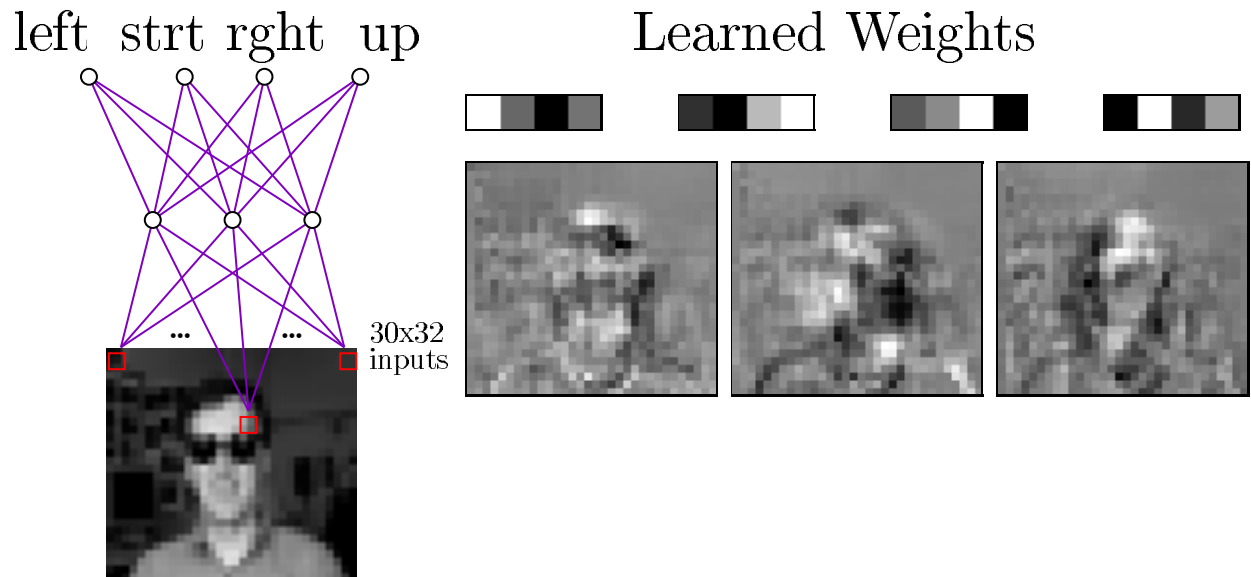 left strt rght up
Learned Weights
...
...
30x32
inputs